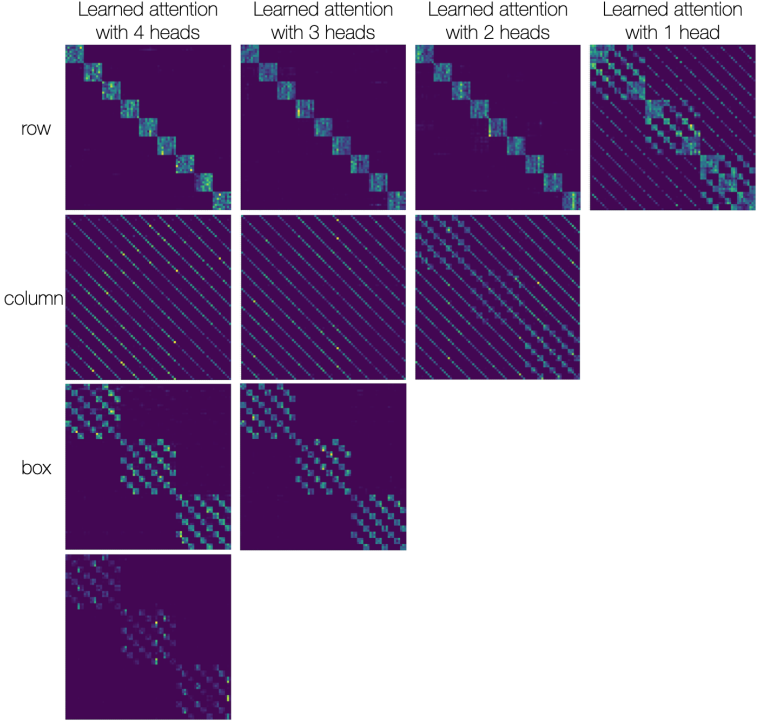 Learned attention
with 4 heads
Learned attention
with 3 heads
Learned attention
with 2 heads
Learned attention
with 1 head
row
column
box